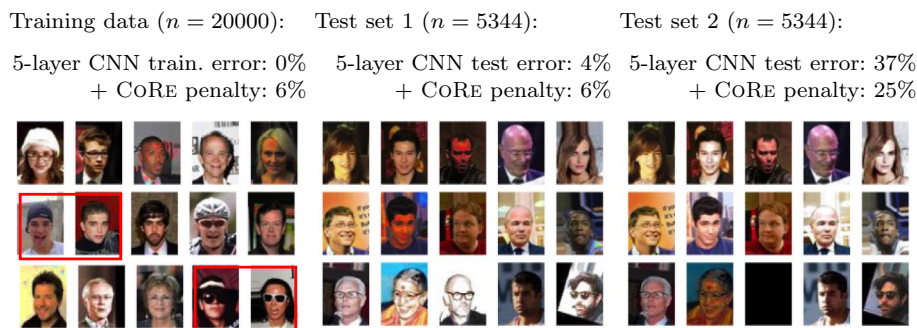 Training data (n = 20000):
5-layer CNN train. error: 0%
+ CORE penalty: 6%
Test set 1 (n = 5344):
5-layer CNN test error: 4%
+ CORE penalty: 6%
Test set 2 (n = 5344):
5-layer CNN test error: 37%
+ CORE penalty: 25%